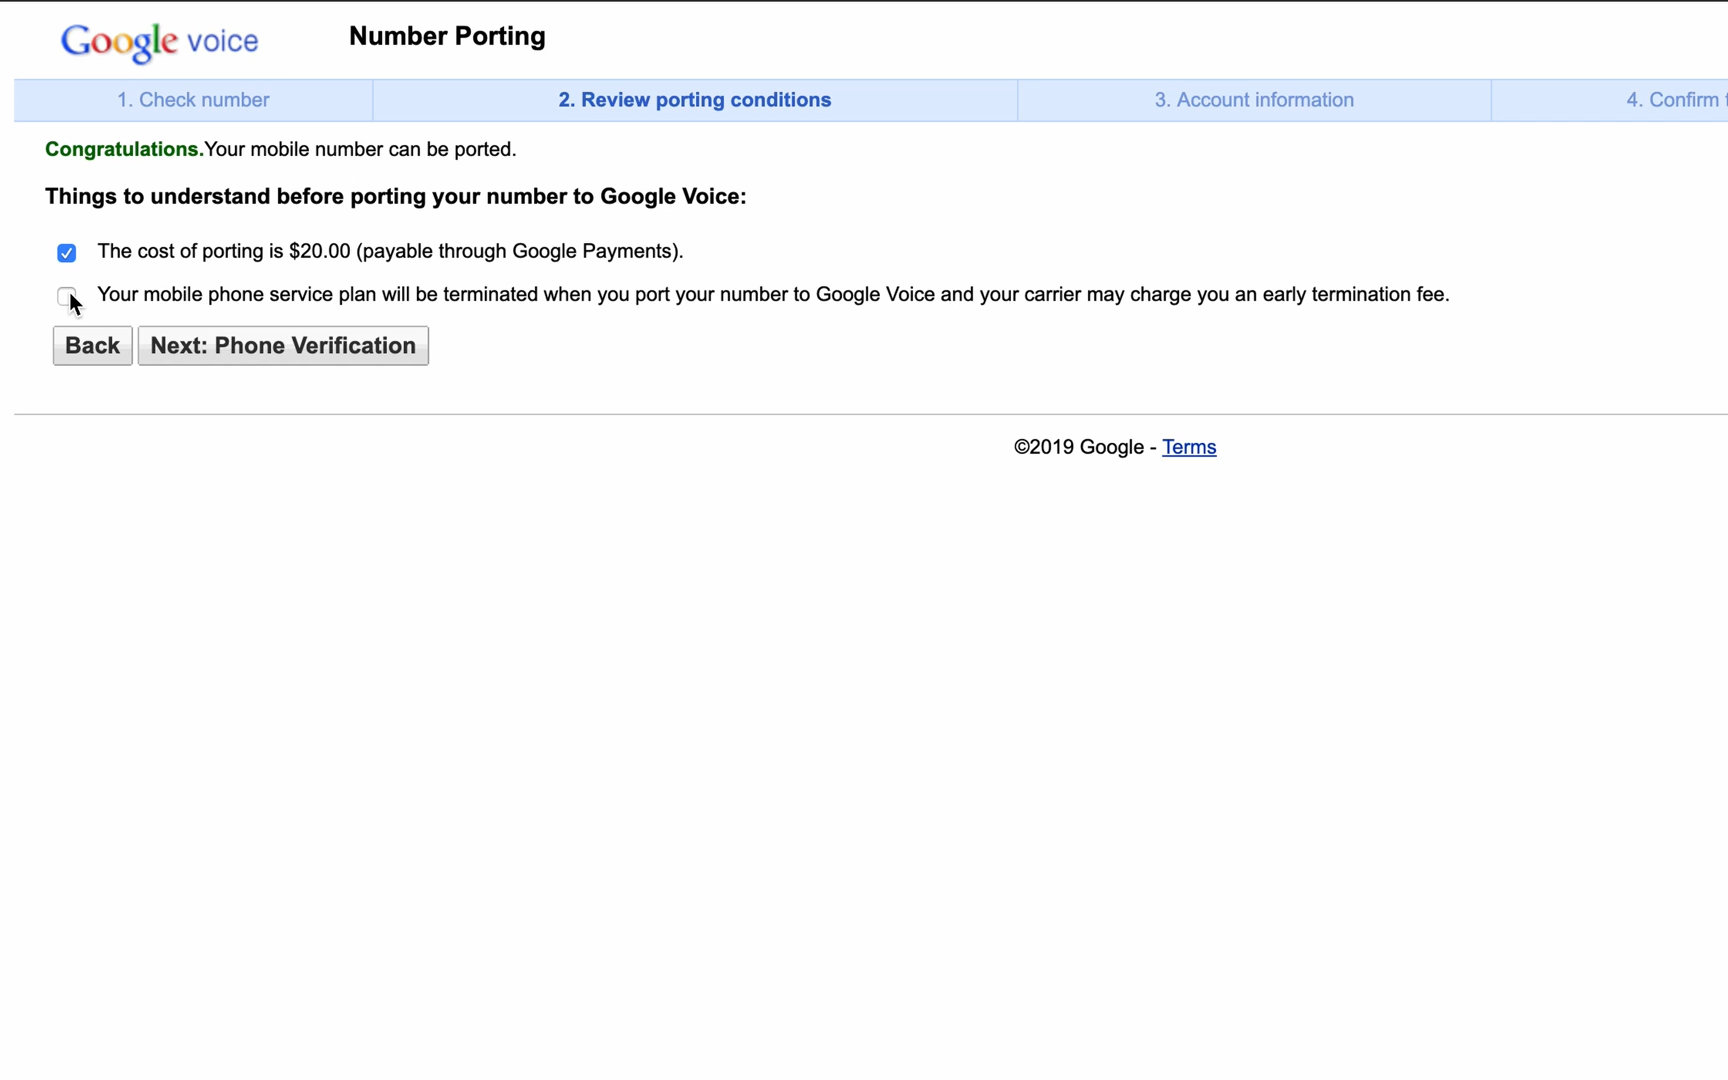 Google voice
Number Porting
1. Check number
2. Review porting conditions
3. Account information
4. Confirm
Congratulations.Your mobile number can be ported.
Things to understand before porting your number to Google Voice:
The cost of porting is $20.00 (payable through Google Payments).
Your mobile phone service plan will be terminated when you port your number to Google Voice and your carrier may charge you an early termination fee.
Back
Next: Phone Verification
©2019 Google - Terms